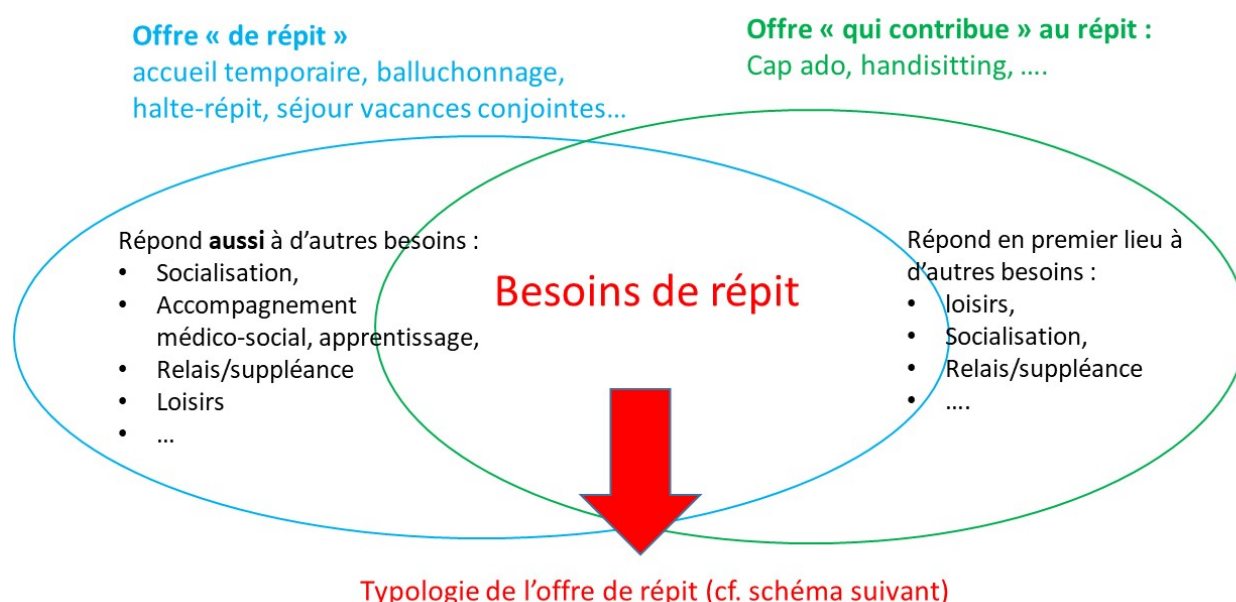 Offre « de répit »
accueil temporaire, balluchonnage,
halte-répit, séjour vacances conjointes…
Offre « qui contribue » au répit :
Cap ado, handisitting, ….
Répond aussi à d'autres besoins :
• Socialisation,
• Accompagnement
médico-social, apprentissage,
• Relais/suppléance
• Loisirs
• …
Besoins de répit
Répond en premier lieu à
d'autres besoins :
• loisirs,
• Socialisation,
• Relais/suppléance
• ….
Typologie de l'offre de répit (cf. schéma suivant)